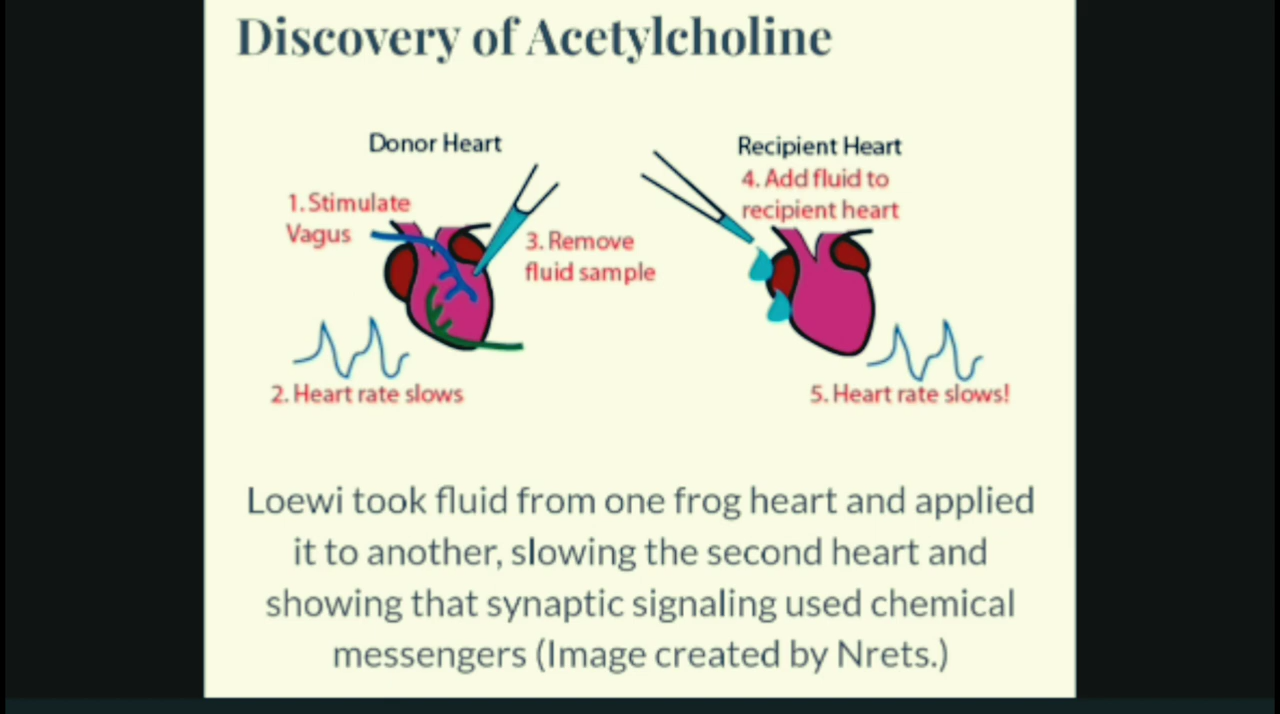 Discovery of Acetylcholine
Donor Heart
1. Stimulate
Vagus
3. Remove
fluid sample
2. Heart rate slows
Recipient Heart
4. Add fluid to
recipient heart
5. Heart rate slows!
Loewi took fluid from one frog heart and applied
it to another, slowing the second heart and
showing that synaptic signaling used chemical
messengers (Image created by Nrets.)